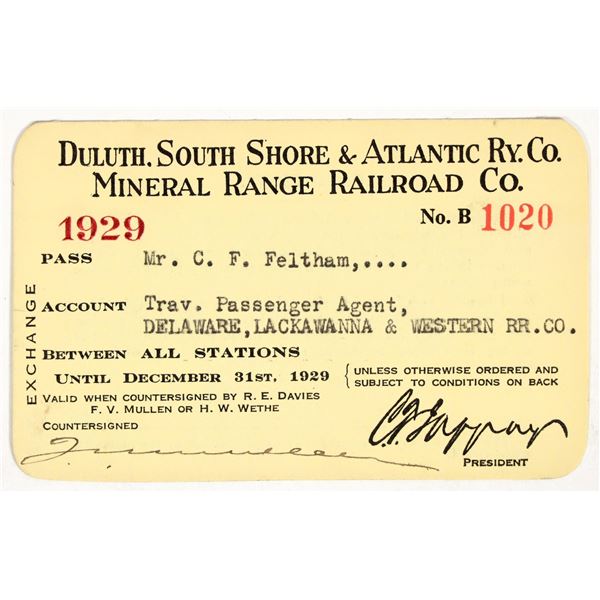 DULUTH, SOUTH SHORE & ATLANTIC RY. CO.
MINERAL RANGE RAILROAD CO.
1929 No. B 1020
PASS Mr. C. F. Feltham,....
ACCOUNT Trav. Passenger Agent,
DELAWARE,LACKAWANNA & WESTERN RR.CO.
EXCHANGE
BETWEEN ALL STATIONS
UNTIL DECEMBER 31ST, 1929 { UNLESS OTHERWISE ORDERED AND
SUBJECT TO CONDITIONS ON BACK
VALID WHEN COUNTERSIGNED BY R. E. DAVIES
F. V. MULLEN OR H. W. WETHE
COUNTERSIGNED
PRESIDENT